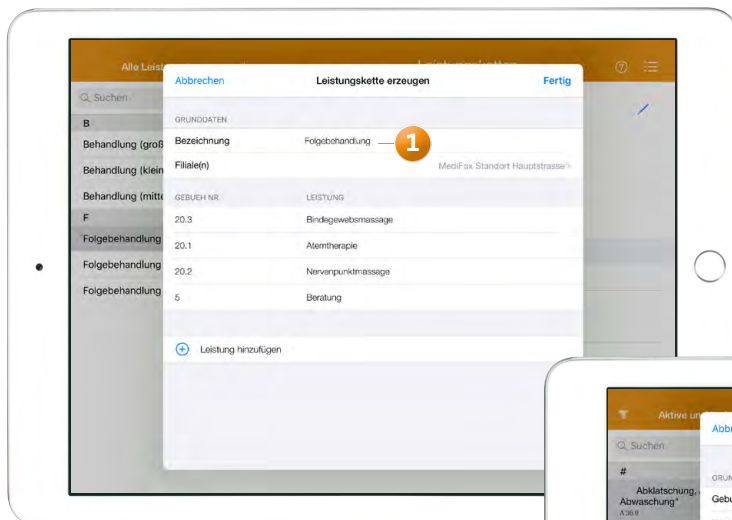 Alle Leist
Abbrechen Leistungskette erzeugen Fertig
Suchen
GRUNDDATEN
Bezeichnung Folgebehandlung 1
Filiale(n) MediFox Standort Hauptstrasse
B
Behandlung (groß
Behandlung (klein
Behandlung (mitte
F
Folgebehandlung
Folgebehandlung
Folgebehandlung
GEBUEH NR LEISTUNG
20.3 Bindegewebsmassage
20.1 Atemtherapie
20.2 Nervenpunktmassage
5 Beratung
Leistung hinzufügen
Aktive un
Abbr
Suchen
#
GRUN
Abklatschung,
Abwaschung"
Gebu